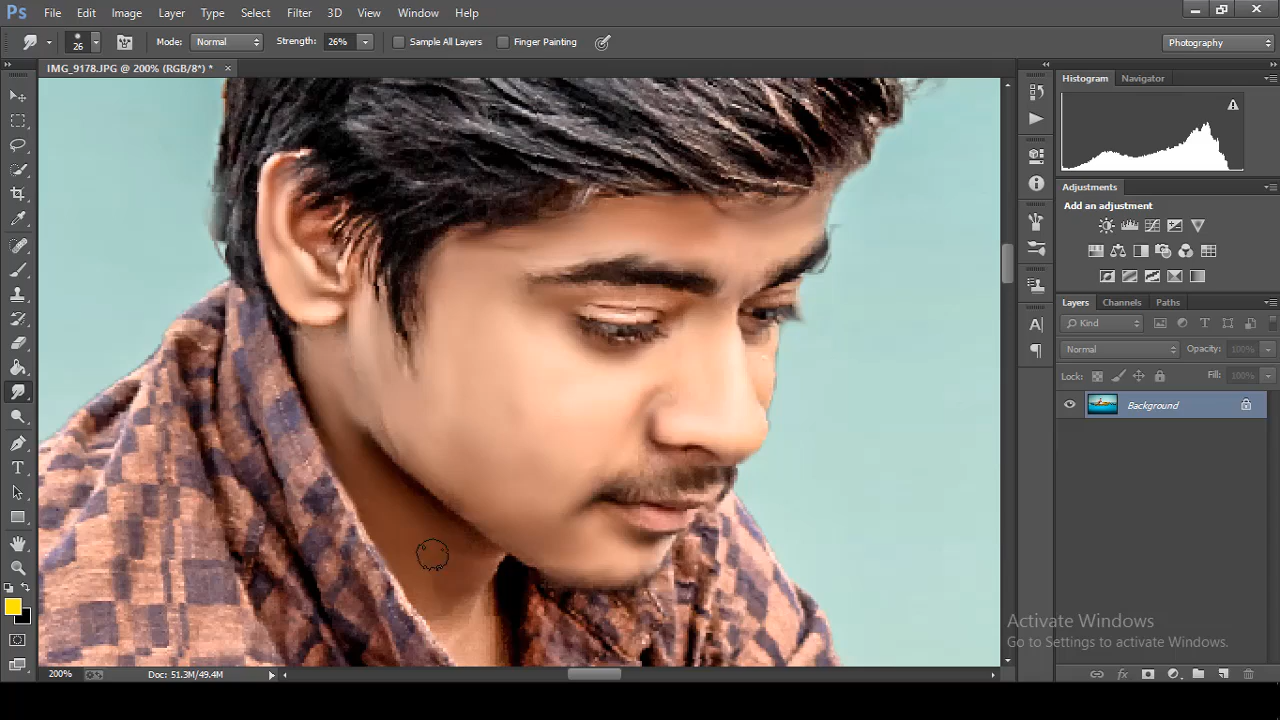 Ps File Edit Image Layer Type Select Filter 3D View Window Help
26 Mode: Normal Strength: 26% Sample All Layers Finger Painting Photography
IMG_9178.JPG @ 200% (RGB/8*) * ×
Histogram Navigator
Adjustments
Add an adjustment
Layers Channels Paths
Kind
Normal Opacity: 100%
Lock: Fill: 100%
Background
Activate Windows
Go to Settings to activate Windows.
200% Doc: 51.3M/49.4M